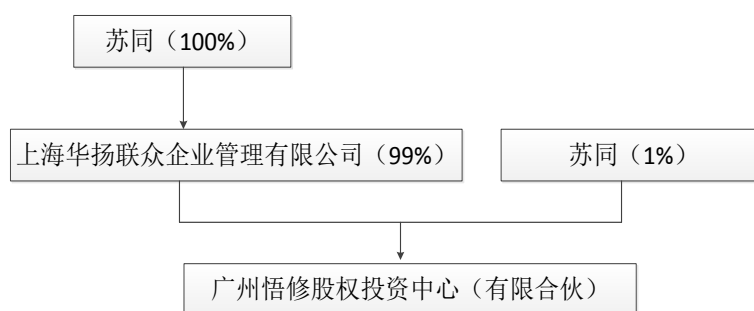 苏同（100%）
上海华扬联众企业管理有限公司（99%）
苏同（1%）
广州悟修股权投资中心（有限合伙）